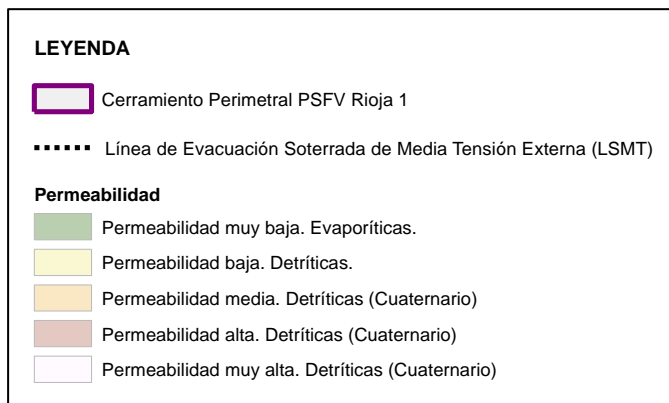 LEYENDA
Cerramiento Perimetral PSFV Rioja 1
Línea de Evacuación Soterrada de Media Tensión Externa (LSMT)
Permeabilidad
Permeabilidad muy baja. Evaporíticas.
Permeabilidad baja. Detríticas.
Permeabilidad media. Detríticas (Cuaternario)
Permeabilidad alta. Detríticas (Cuaternario)
Permeabilidad muy alta. Detríticas (Cuaternario)